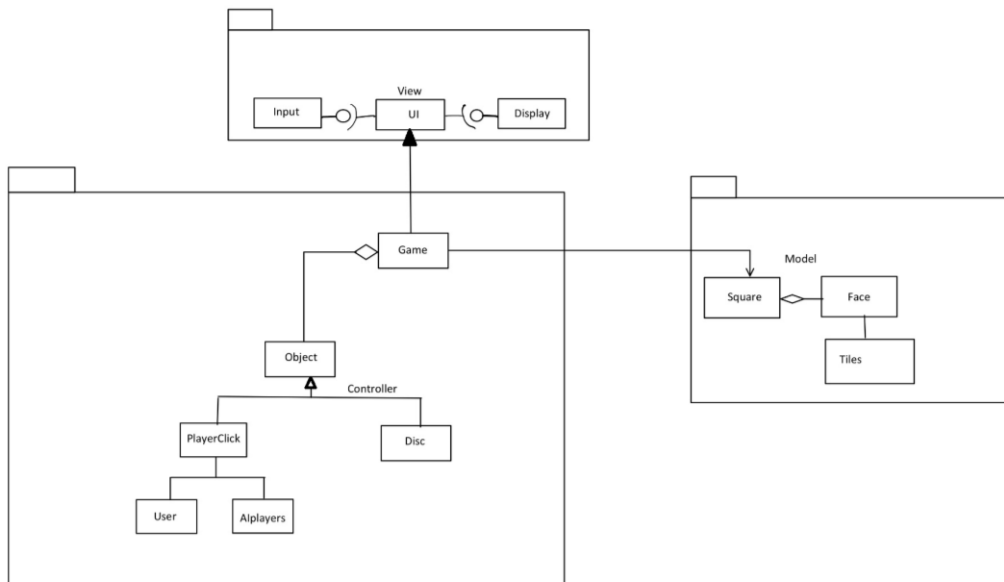 View
Input
UI
Display
Game
Model
Square
Face
Object
Tiles
Controller
PlayerClick
Disc
User
AIplayers